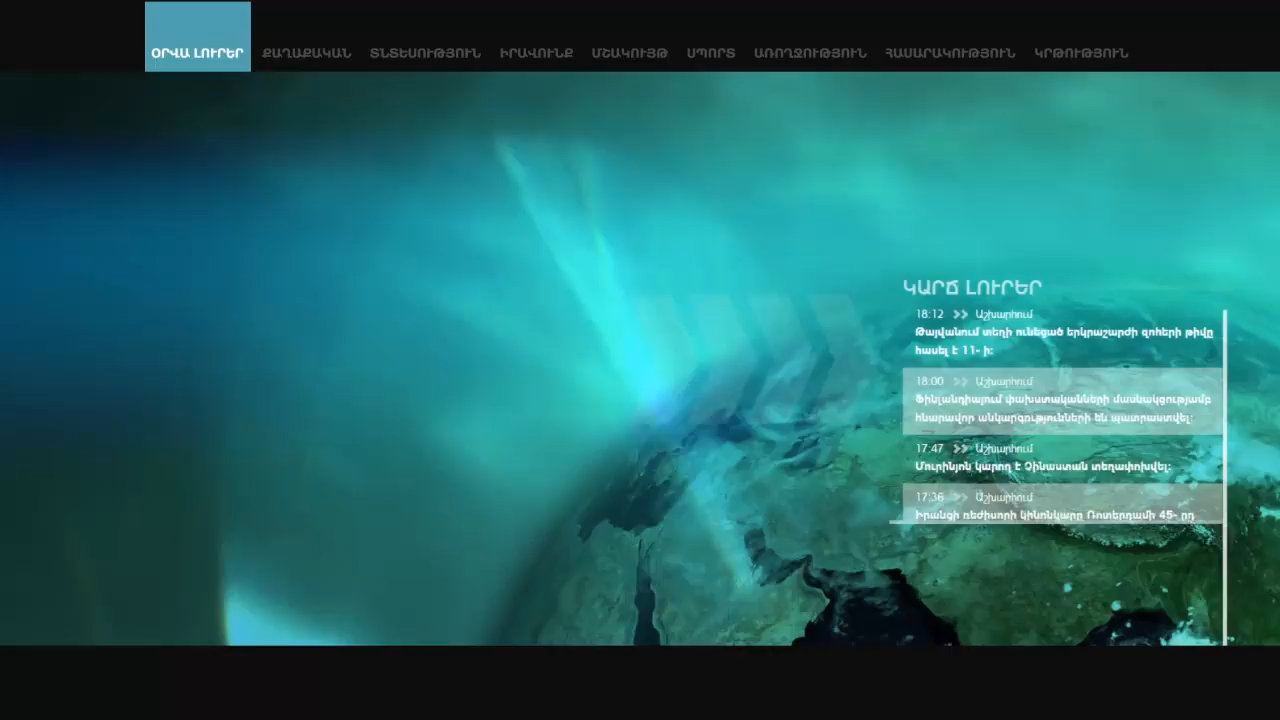 ՕՐՎԱ ԼՈՒՐԵՐ ՔԱՂԱՔԱԿԱՆ ՏՆՏԵՍՈՒԹՅՈՒՆ ԻՐԱՎՈՒՆՔ ՄՇԱԿՈՒՅԹ ՍՊՈՐՏ ԱՌՈՂՋՈՒԹՅՈՒՆ ՀԱՍԱՐԱԿՈՒԹՅՈՒՆ ԿՐԹՈՒԹՅՈՒՆ
ԿԱՐՃ ԼՈՒՐԵՐ
18:12 Աշխարհում
Թայվանում տեղի ունեցած երկրաշարժի զոհերի թիվը
հասել է 11- ի:
18:00 Աշխարհում
Ֆինլանդիայում փախստականների մասնակցությամբ
հնարավոր անկարգությունների են պատրաստվել:
17:47 Աշխարհում
Մուրինյոն կարող է Չինաստան տեղափոխվել:
17:36 Աշխարհում
Իրանցի ռեժիսորի կինոնկարը Ռոտերդամի 45- րդ